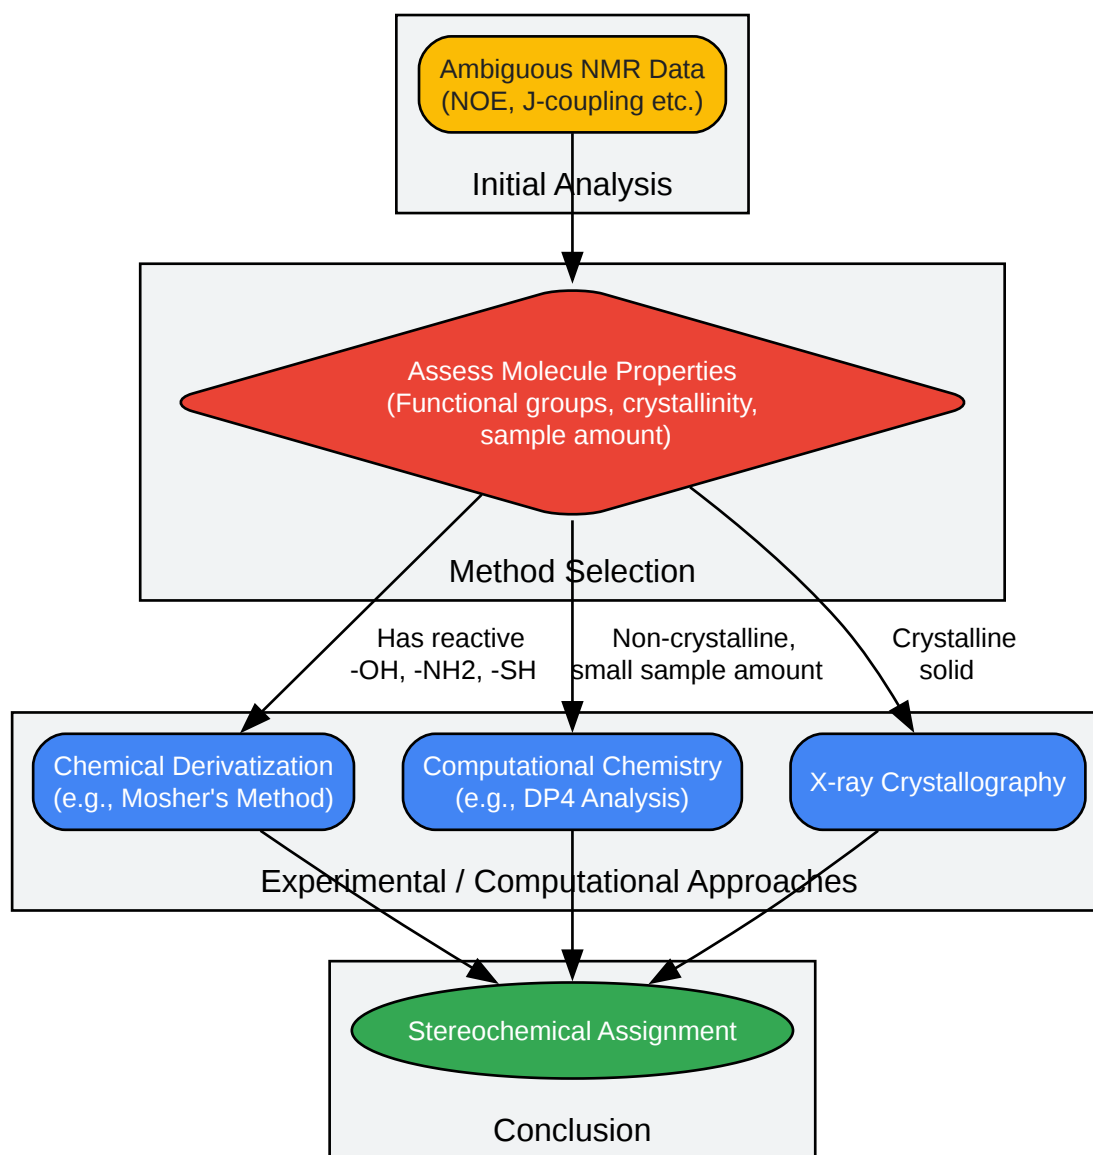 Ambiguous NMR Data
(NOE, J-coupling etc.)
Initial Analysis
Assess Molecule Properties
(Functional groups, crystallinity,
sample amount)
Method Selection
Has reactive
-OH, -NH2, -SH
Non-crystalline,
small sample amount
Crystalline
solid
Chemical Derivatization
(e.g., Mosher's Method)
Computational Chemistry
(e.g., DP4 Analysis)
X-ray Crystallography
Experimental / Computational Approaches
Stereochemical Assignment
Conclusion